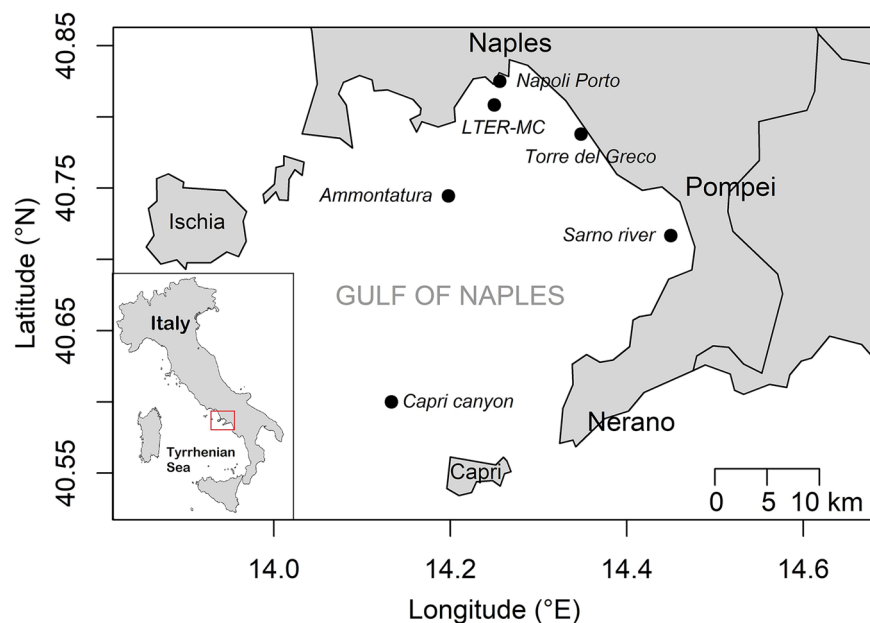 40.85
40.75
40.65
40.55
Latitude (°N)
Naples
Napoli Porto
LTER-MC
Torre del Greco
Ammontatura
Pompei
Ischia
Sarno river
GULF OF NAPLES
Italy
Capri canyon
Nerano
Tyrrhenian
Sea
Capri
0 5 10 km
14.0 14.2 14.4 14.6
Longitude (°E)